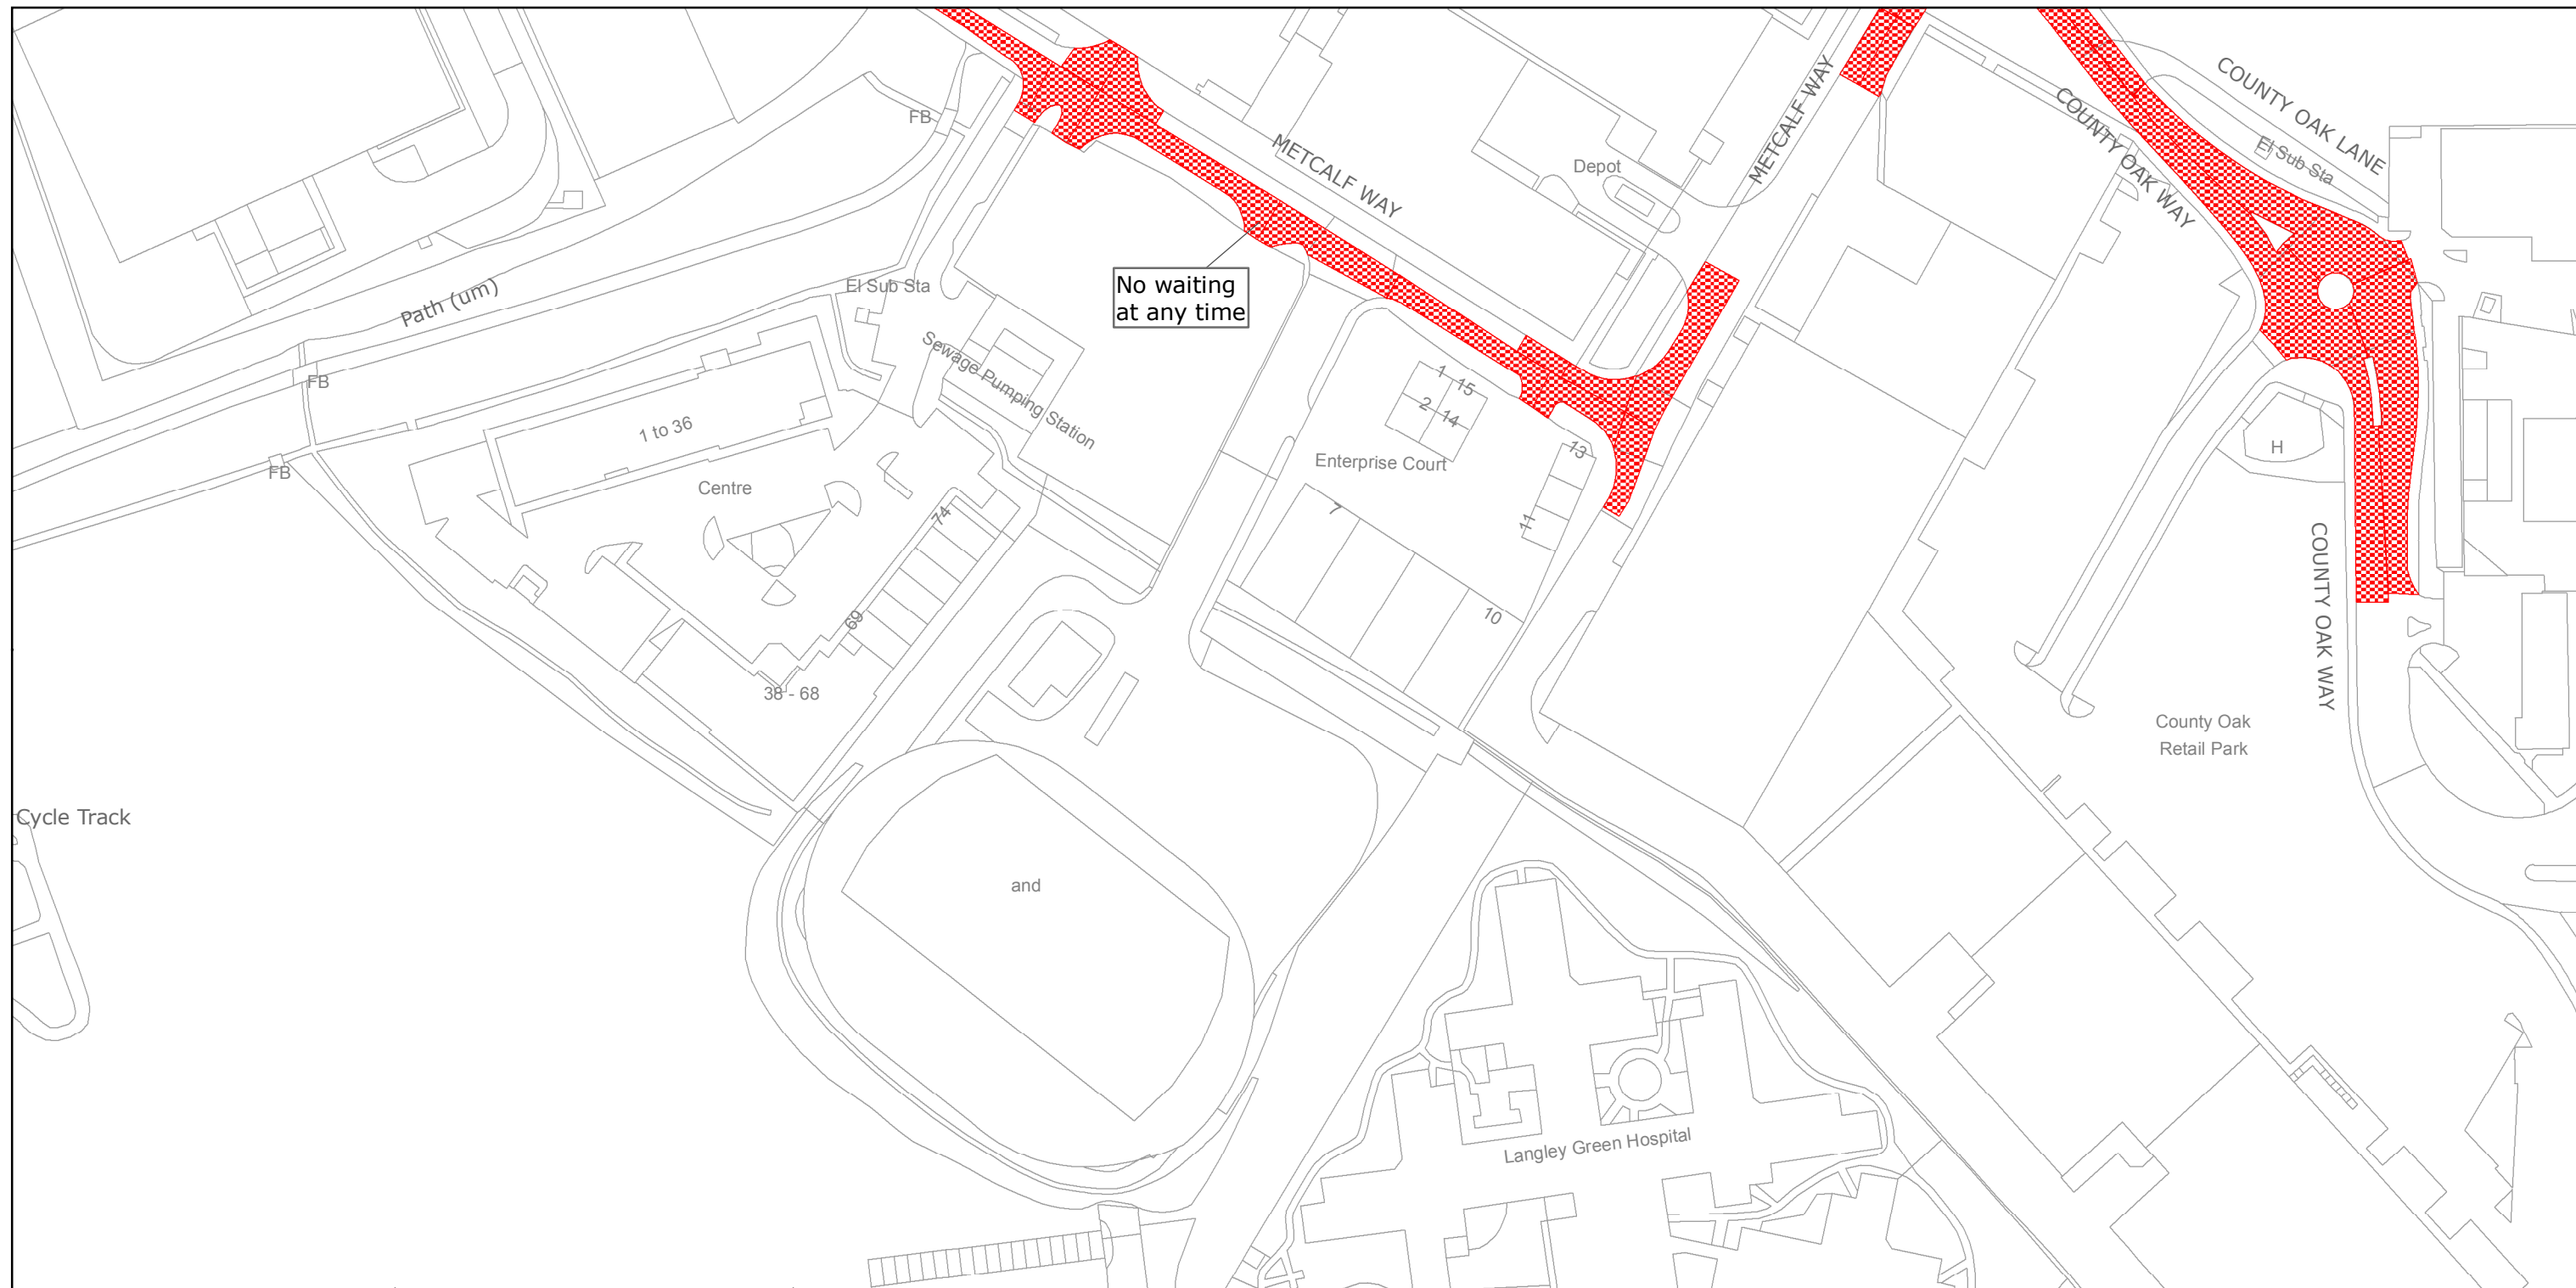 COUNTY OAK LANE
METCALF WAY
COUNTY OAK WAY
FB
METCALF WAY
El Sub Sta
Depot
Path (um)
El Sub Sta
No waiting
at any time
Sewage Pumping Station
FB
1 15
2 14
1 to 36
13
H
FB
Enterprise Court
Centre
7
74
11
COUNTY OAK WAY
69
10
38 - 68
County Oak
Retail Park
Cycle Track
and
Langley Green Hospital